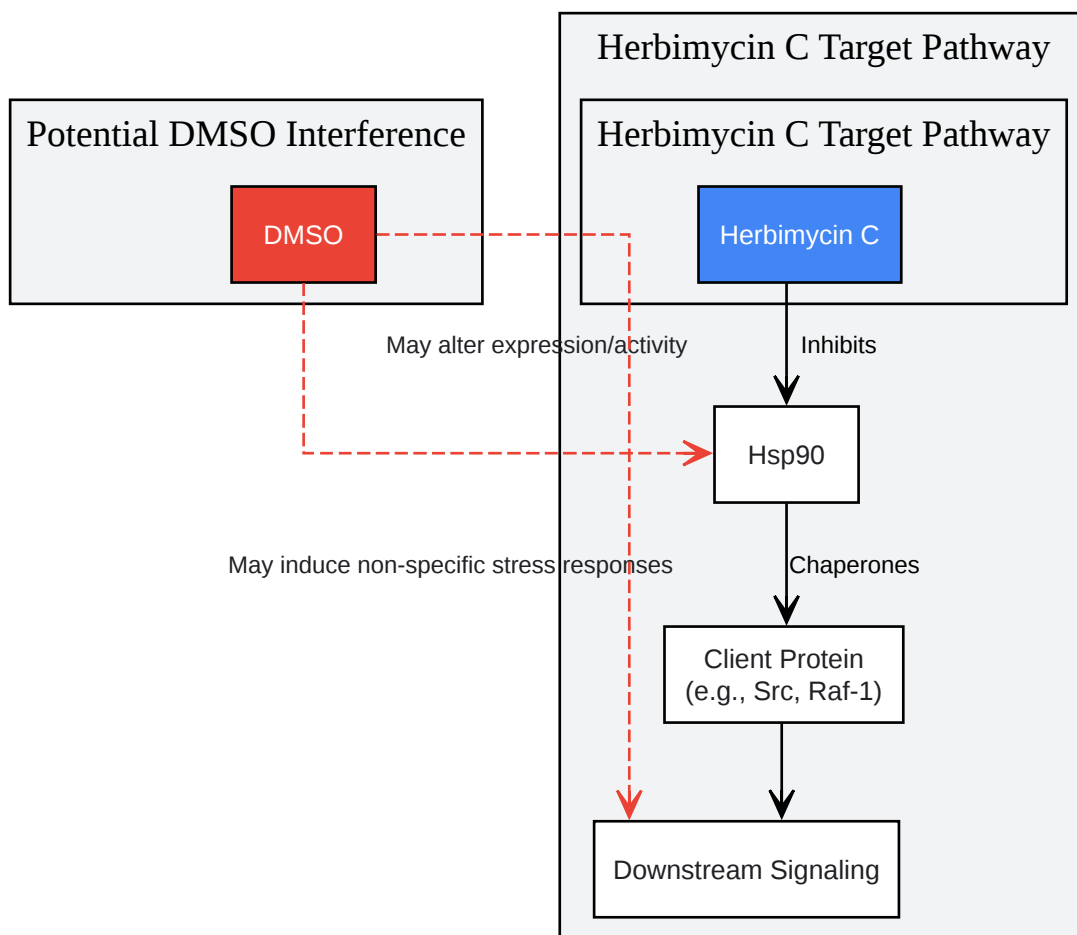 Herbimycin C Target Pathway
Potential DMSO Interference
Herbimycin C Target Pathway
DMSO
Herbimycin C
May alter expression/activity
Inhibits
Hsp90
May induce non-specific stress responses
Chaperones
Client Protein
(e.g., Src, Raf-1)
Downstream Signaling